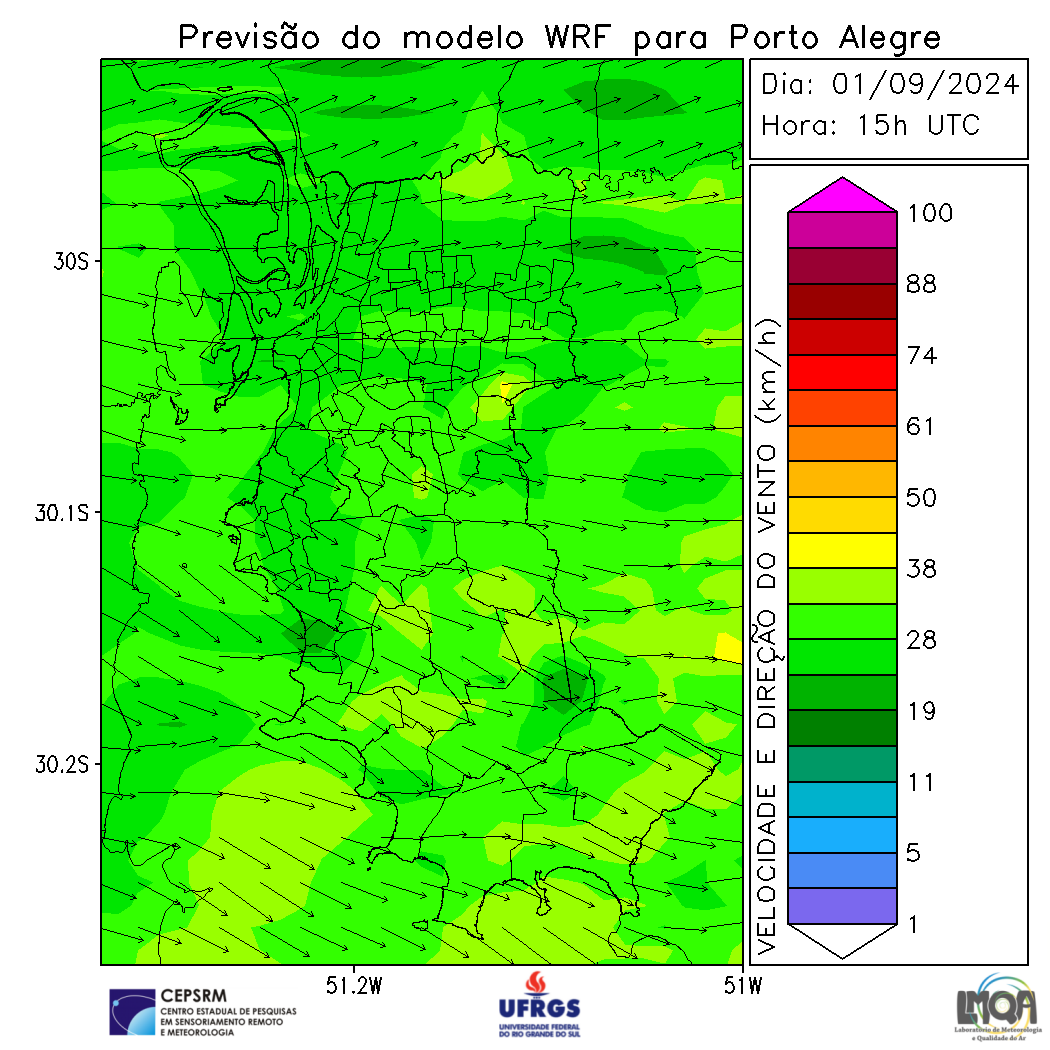 Previsão do modelo WRF para Porto Alegre
Dia: 01/09/2024
Hora: 15h UTC
30S
30.1S
30.2S
51.2W
51W
VELOCIDADE E DIREÇÃO DO VENTO (km/h)
100
88
74
61
50
38
28
19
11
5
1
CEPSRM
CENTRO ESTADUAL DE PESQUISAS
EM SENSORIAMENTO REMOTO
E METEOROLOGIA
UFRGS
UNIVERSIDADE FEDERAL
DO RIO GRANDE DO SUL
LMQA
Laboratório de Meteorologia
e Qualidade do Ar